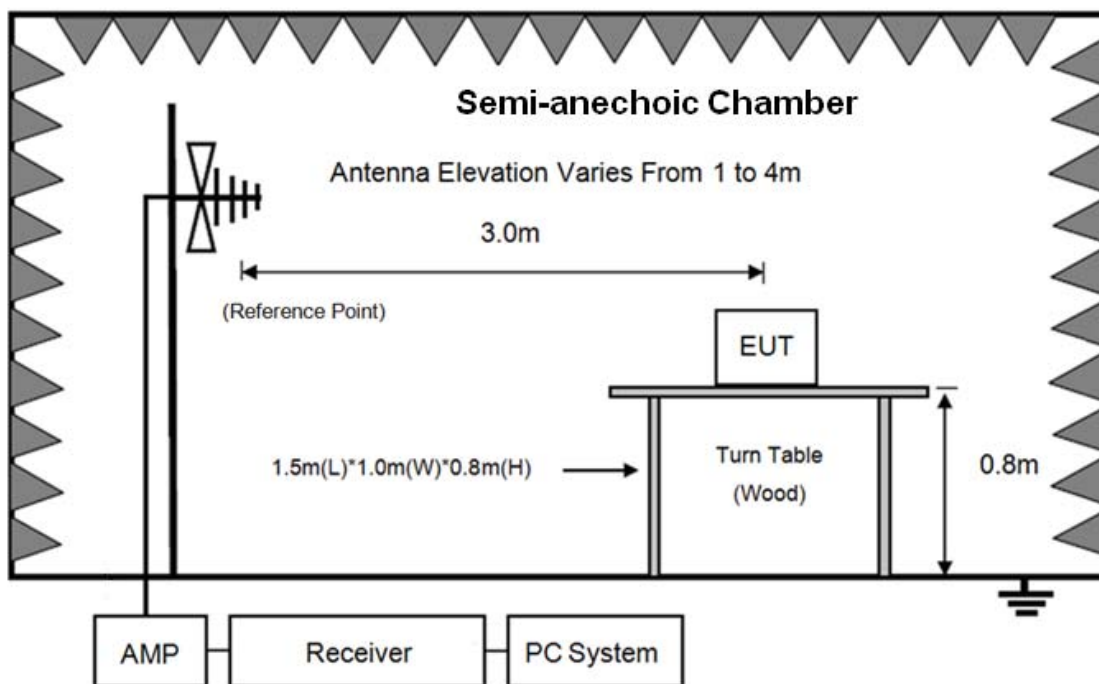 Semi-anechoic Chamber
Antenna Elevation Varies From 1 to 4m
3.0m
(Reference Point)
EUT
1.5m(L)*1.0m(W)*0.8m(H)
Turn Table
(Wood)
0.8m
AMP
Receiver
PC System